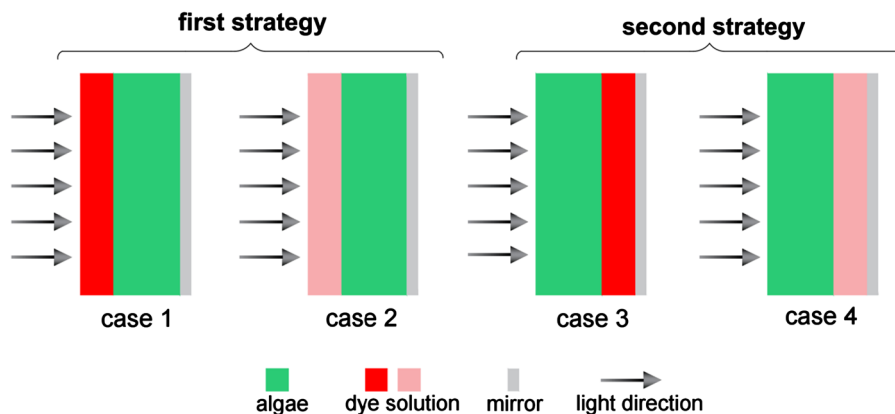 first strategy
second strategy
case 1
case 2
case 3
case 4
algae
dye solution
mirror
light direction